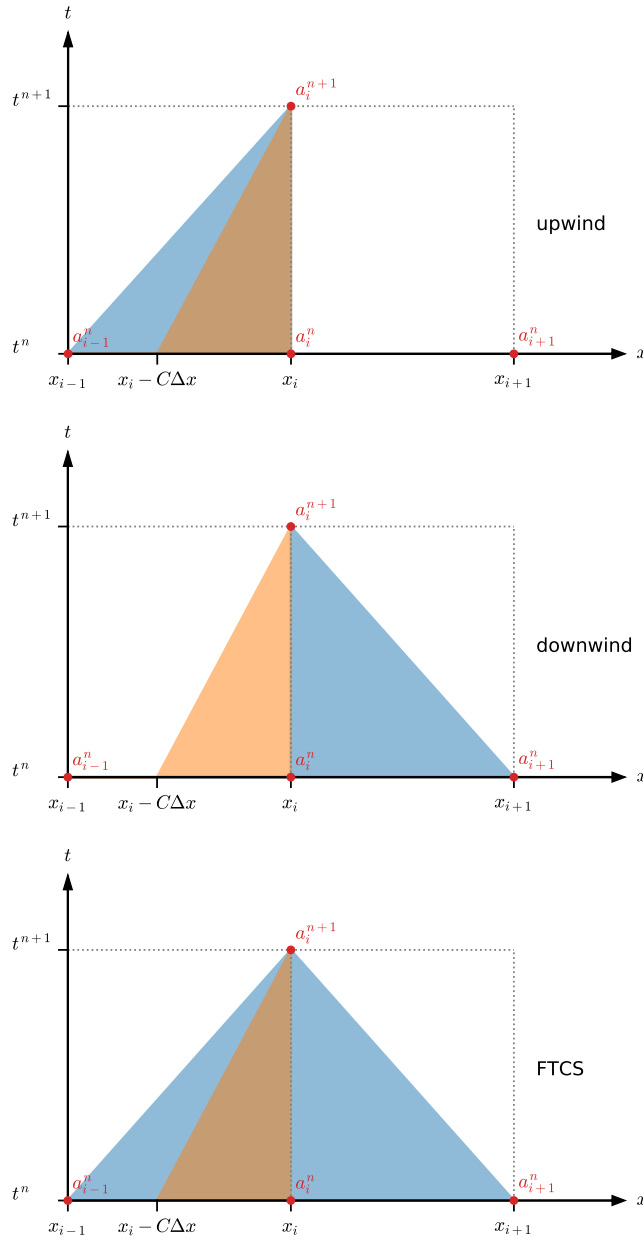 t
t^{n+1}
a_i^{n+1}
upwind
a_{i-1}^n
a_i^n
a_{i+1}^n
t^n
x
x_{i-1}
x_i - CΔx
x_i
x_{i+1}
t
t^{n+1}
a_i^{n+1}
downwind
a_{i-1}^n
a_i^n
a_{i+1}^n
t^n
x
x_{i-1}
x_i - CΔx
x_i
x_{i+1}
t
t^{n+1}
a_i^{n+1}
FTCS
a_{i-1}^n
a_i^n
a_{i+1}^n
t^n
x
x_{i-1}
x_i - CΔx
x_i
x_{i+1}